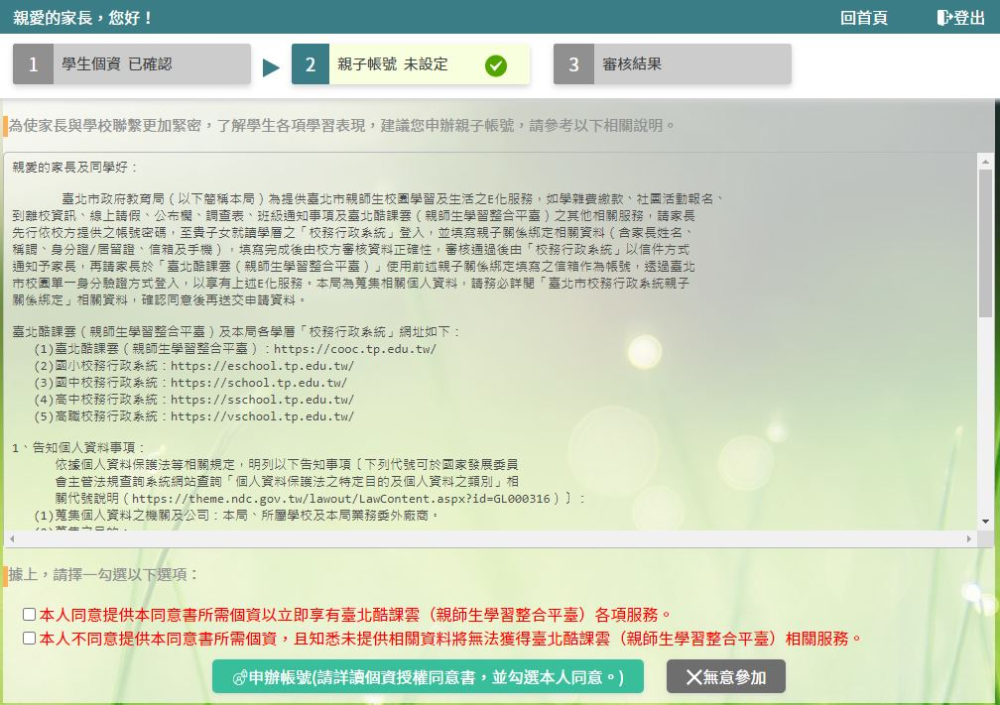 親愛的家長，您好！
回首頁
登出
1 學生個資 已確認
2 親子帳號 未設定
3 審核結果
為使家長與學校聯繫更加緊密，了解學生各項學習表現，建議您申辦親子帳號，請參考以下相關說明。
親愛的家長及同學好：
臺北市政府教育局（以下簡稱本局）為提供臺北市親師生校園學習及生活之E化服務，如學雜費繳款、社團活動報名、
到離校資訊、線上請假、公布欄、調查表、班級通知事項及臺北酷課雲（親師生學習整合平臺）之其他相關服務，請家長
先行依校方提供之帳號密碼，至貴子女就讀學層之「校務行政系統」登入，並填寫親子關係綁定相關資料（含家長姓名、
稱謂、身分證/居留證、信箱及手機），填寫完成後由校方審核資料正確性，審核通過後由「校務行政系統」以信件方式
通知予家長，再請家長於「臺北酷課雲（親師生學習整合平臺）」使用前述親子關係綁定填寫之信箱作為帳號，透過臺北
市校園單一身分驗證方式登入，以享有上述E化服務。本局為蒐集相關個人資料，請務必詳閱「臺北市校務行政系統親子
關係綁定」相關資料，確認同意後再送交申請資料。
臺北酷課雲（親師生學習整合平臺）及本局各學層「校務行政系統」網址如下：
(1)臺北酷課雲（親師生學習整合平臺）：https://cooc.tp.edu.tw/
(2)國小校務行政系統：https://eschool.tp.edu.tw/
(3)國中校務行政系統：https://school.tp.edu.tw/
(4)高中校務行政系統：https://sschool.tp.edu.tw/
(5)高職校務行政系統：https://vschool.tp.edu.tw/
1、告知個人資料事項：
依據個人資料保護法等相關規定，明列以下告知事項〔下列代號可於國家發展委員
會主管法規查詢系統網站查詢「個人資料保護法之特定目的及個人資料之類別」相
關代號說明（https://theme.ndc.gov.tw/lawout/LawContent.aspx?id=GL000316）〕：
(1)蒐集個人資料之機關及公司：本局、所屬學校及本局業務委外廠商。
據上，請擇一勾選以下選項：
本人同意提供本同意書所需個資以立即享有臺北酷課雲（親師生學習整合平臺）各項服務。
本人不同意提供本同意書所需個資，且知悉未提供相關資料將無法獲得臺北酷課雲（親師生學習整合平臺）相關服務。
申辦帳號(請詳讀個資授權同意書，並勾選本人同意。)
無意參加